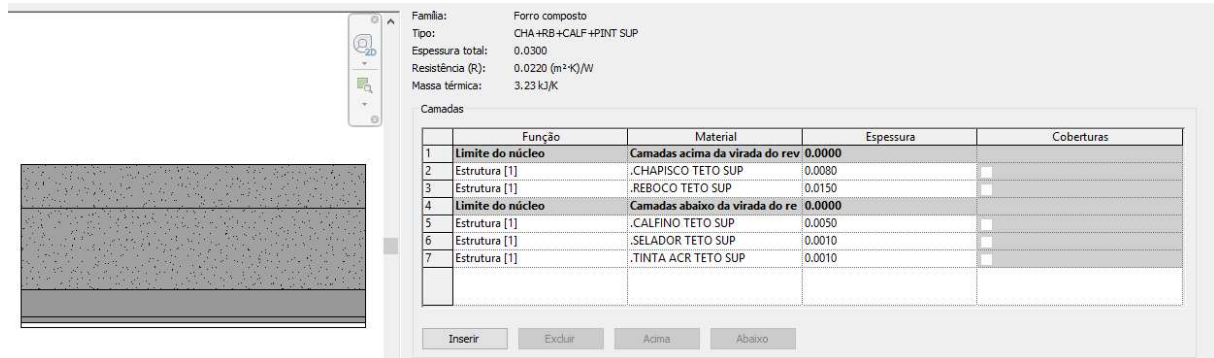 2D
Família: Forro composto
Tipo: CHA+RB+CALF+PINT SUP
Espessura total: 0.0300
Resistência (R): 0.0220 (m²·K)/W
Massa térmica: 3.23 kJ/K
Camadas
Função Material Espessura Coberturas
1 Limite do núcleo Camadas acima da virada do rev 0.0000
2 Estrutura [1] .CHAPISCO TETO SUP 0.0080
3 Estrutura [1] .REBOCO TETO SUP 0.0150
4 Limite do núcleo Camadas abaixo da virada do re 0.0000
5 Estrutura [1] .CALFINO TETO SUP 0.0050
6 Estrutura [1] .SELADOR TETO SUP 0.0010
7 Estrutura [1] .TINTA ACR TETO SUP 0.0010
Inserir Excluir Acima Abaixo